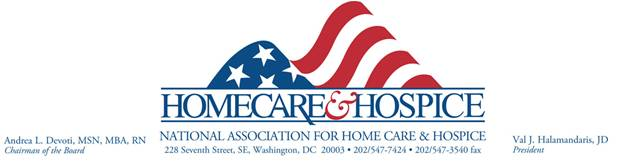 HOMECARE&HOSPICE
NATIONAL ASSOCIATION FOR HOME CARE & HOSPICE
228 Seventh Street, SE, Washington, DC 20003 • 202/547-7424 • 202/547-3540 fax
Andrea L. Devoti, MSN, MBA, RN
Chairman of the Board
Val J. Halamandaris, JD
President